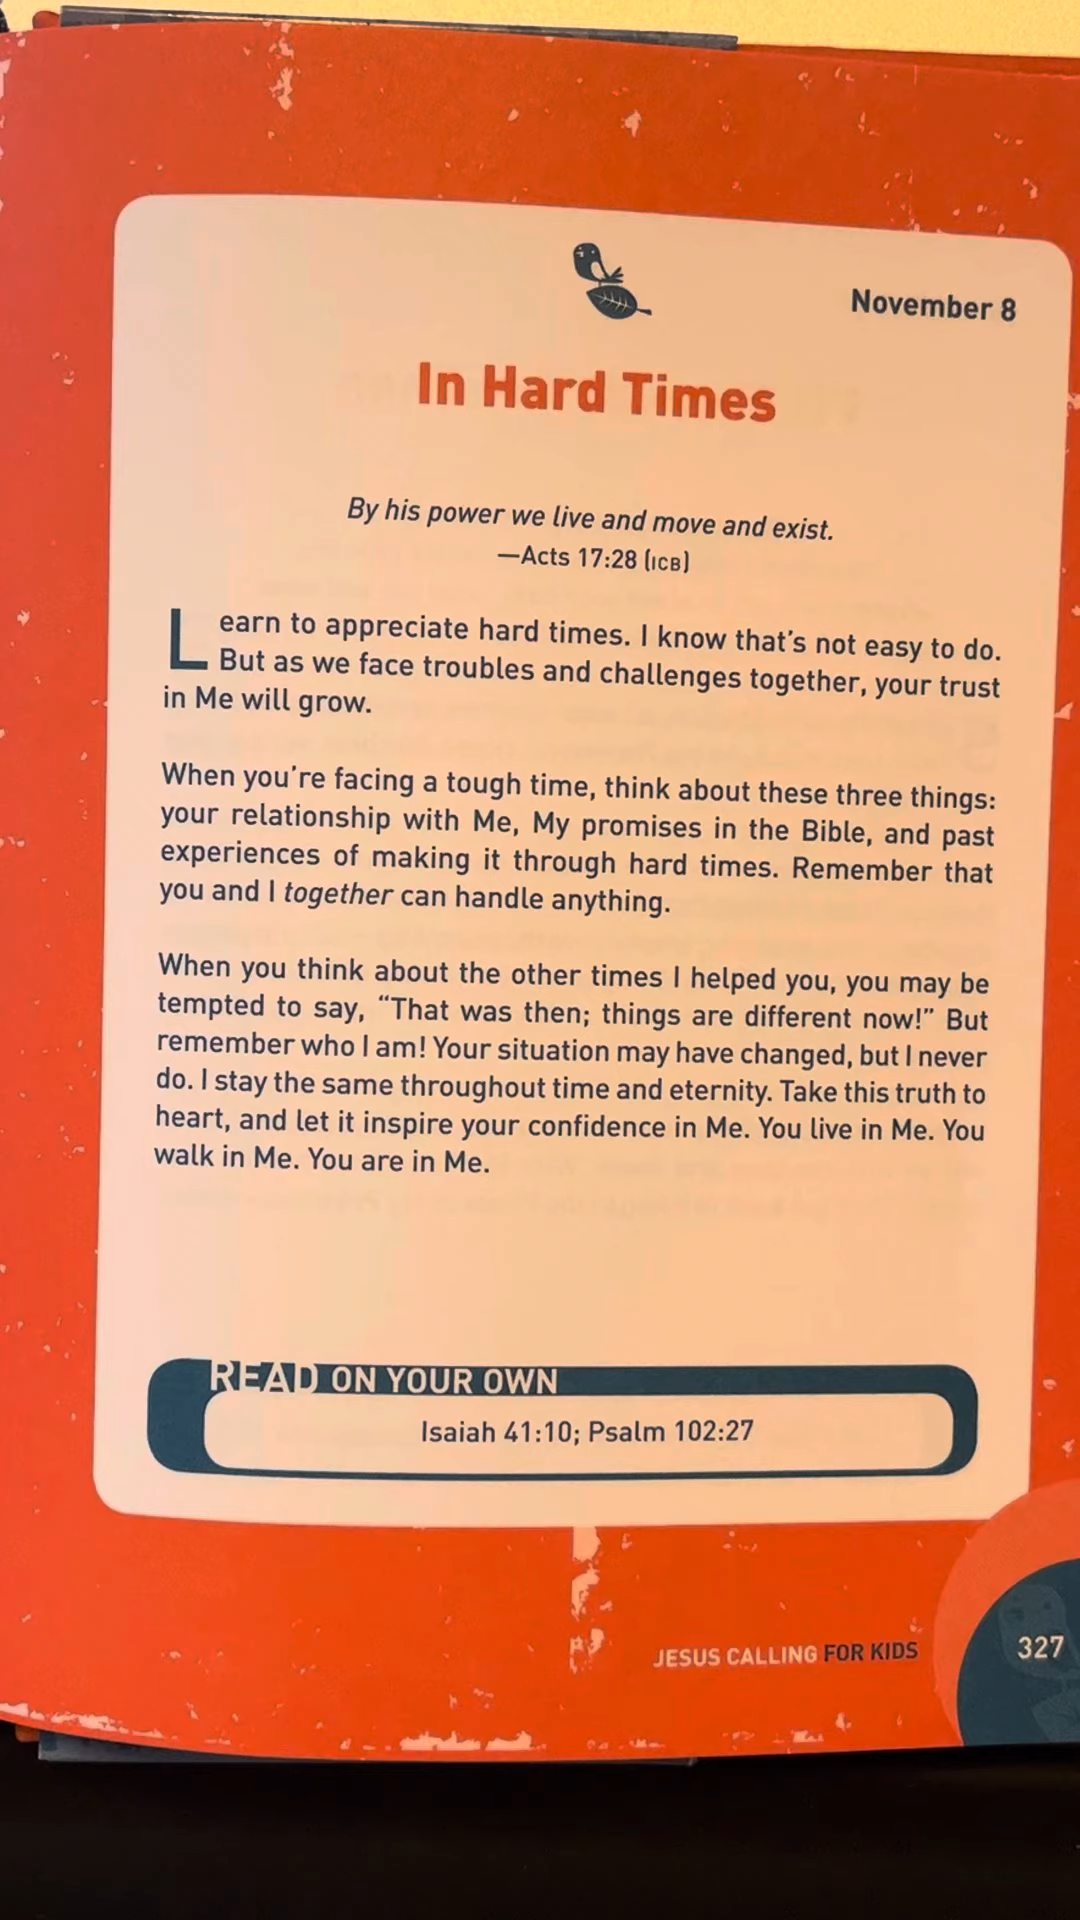 November 8
In Hard Times
By his power we live and move and exist.
—Acts 17:28 (ICB)
Learn to appreciate hard times. I know that's not easy to do.
But as we face troubles and challenges together, your trust
in Me will grow.
When you're facing a tough time, think about these three things:
your relationship with Me, My promises in the Bible, and past
experiences of making it through hard times. Remember that
you and I together can handle anything.
When you think about the other times I helped you, you may be
tempted to say, “That was then; things are different now!” But
remember who I am! Your situation may have changed, but I never
do. I stay the same throughout time and eternity. Take this truth to
heart, and let it inspire your confidence in Me. You live in Me. You
walk in Me. You are in Me.
READ ON YOUR OWN
Isaiah 41:10; Psalm 102:27
JESUS CALLING FOR KIDS
327